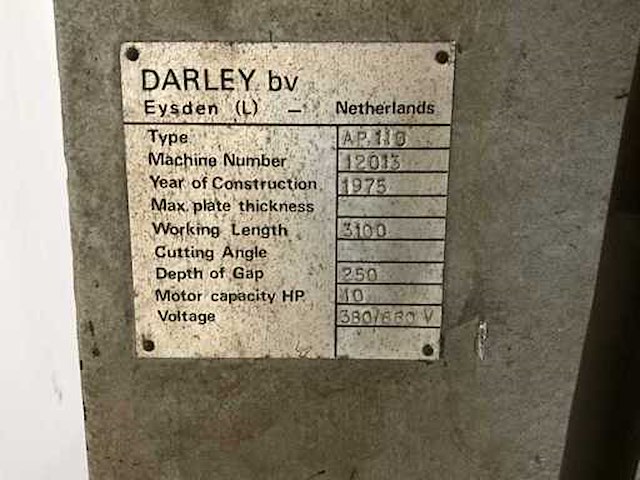 DARLEY bv
Eysden (L) – Netherlands
Type AP.110
Machine Number 12013
Year of Construction 1975
Max. plate thickness
Working Length 3100
Cutting Angle
Depth of Gap 250
Motor capacity HP 10
Voltage 380/660 V